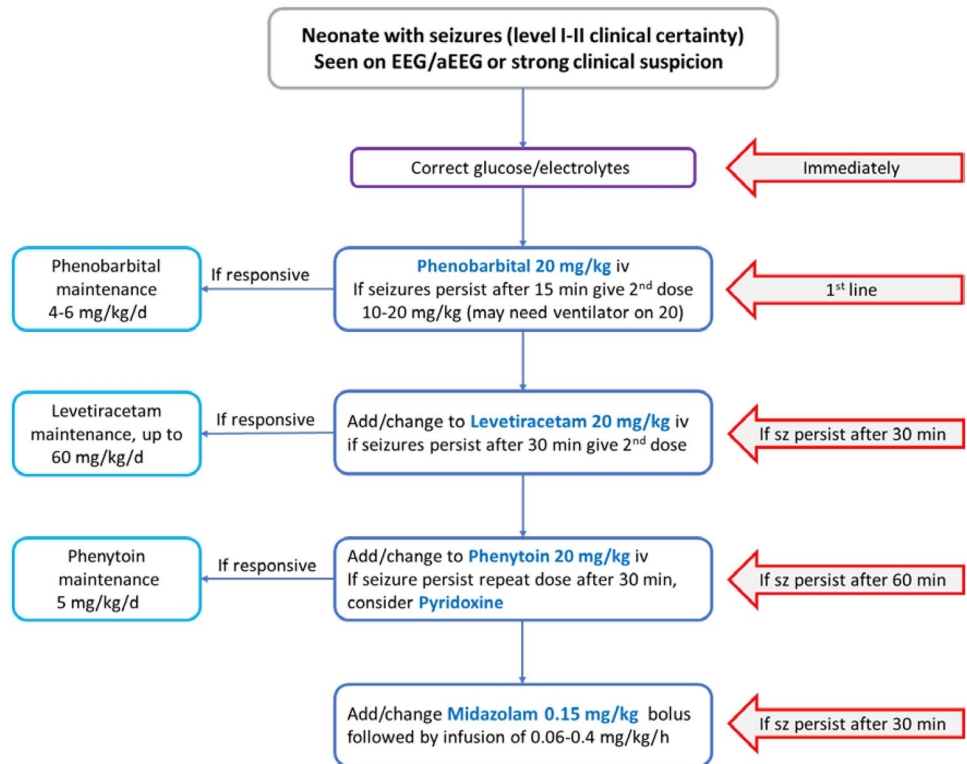 Neonate with seizures (level I-II clinical certainty)
Seen on EEG/aEEG or strong clinical suspicion
Correct glucose/electrolytes
Immediately
Phenobarbital
maintenance
4-6 mg/kg/d
If responsive
Phenobarbital 20 mg/kg iv
If seizures persist after 15 min give 2nd dose
10-20 mg/kg (may need ventilator on 20)
1st line
Levetiracetam
maintenance, up to
60 mg/kg/d
If responsive
Add/change to Levetiracetam 20 mg/kg iv
if seizures persist after 30 min give 2nd dose
If sz persist after 30 min
Phenytoin
maintenance
5 mg/kg/d
If responsive
Add/change to Phenytoin 20 mg/kg iv
If seizure persist repeat dose after 30 min,
consider Pyridoxine
If sz persist after 60 min
Add/change Midazolam 0.15 mg/kg bolus
followed by infusion of 0.06-0.4 mg/kg/h
If sz persist after 30 min